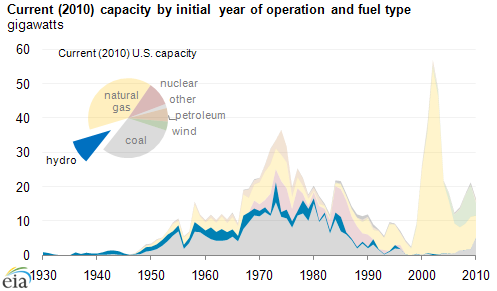 Current (2010) capacity by initial year of operation and fuel type
gigawatts
Current (2010) U.S. capacity
nuclear
other
petroleum
wind
natural
gas
coal
hydro
60
50
40
30
20
10
0
1930 1940 1950 1960 1970 1980 1990 2000 2010
eia